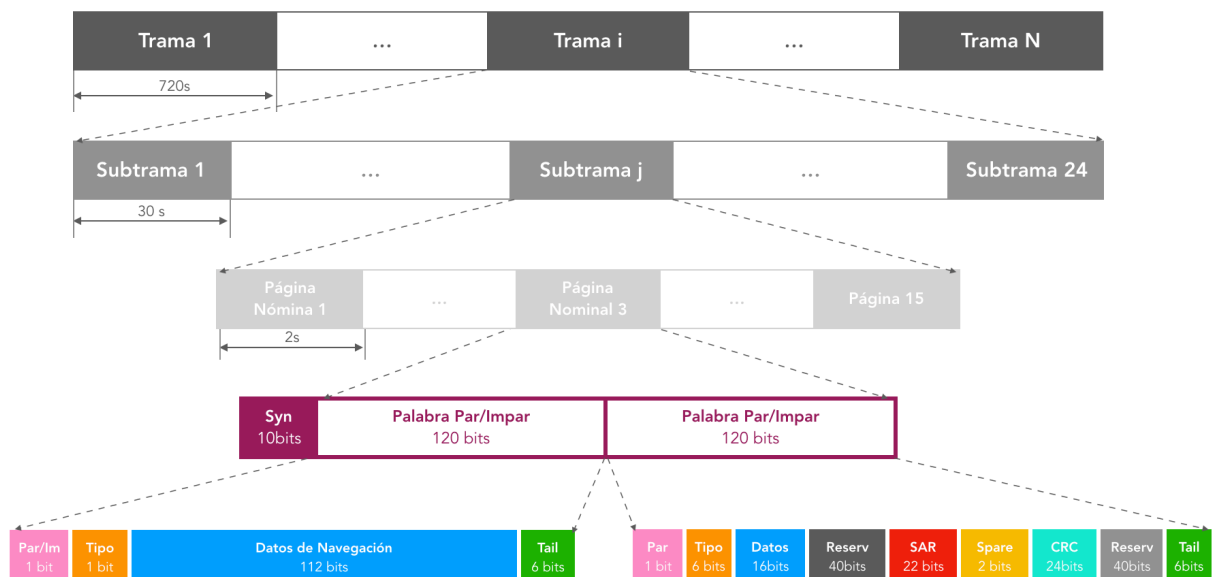 Trama 1 ... Trama i ... Trama N
720s
Subtrama 1 ... Subtrama j ... Subtrama 24
30 s
Página Nómina 1 ... Página Nominal 3 ... Página 15
2s
Syn Palabra Par/Impar Palabra Par/Impar
10bits 120 bits 120 bits
Par/Im Tipo Datos de Navegación Tail Par Tipo Datos Reserv SAR Spare CRC Reserv Tail
1 bit 1 bit 112 bits 6 bits 1 bit 6 bits 16bits 40bits 22 bits 2 bits 24bits 40bits 6bits